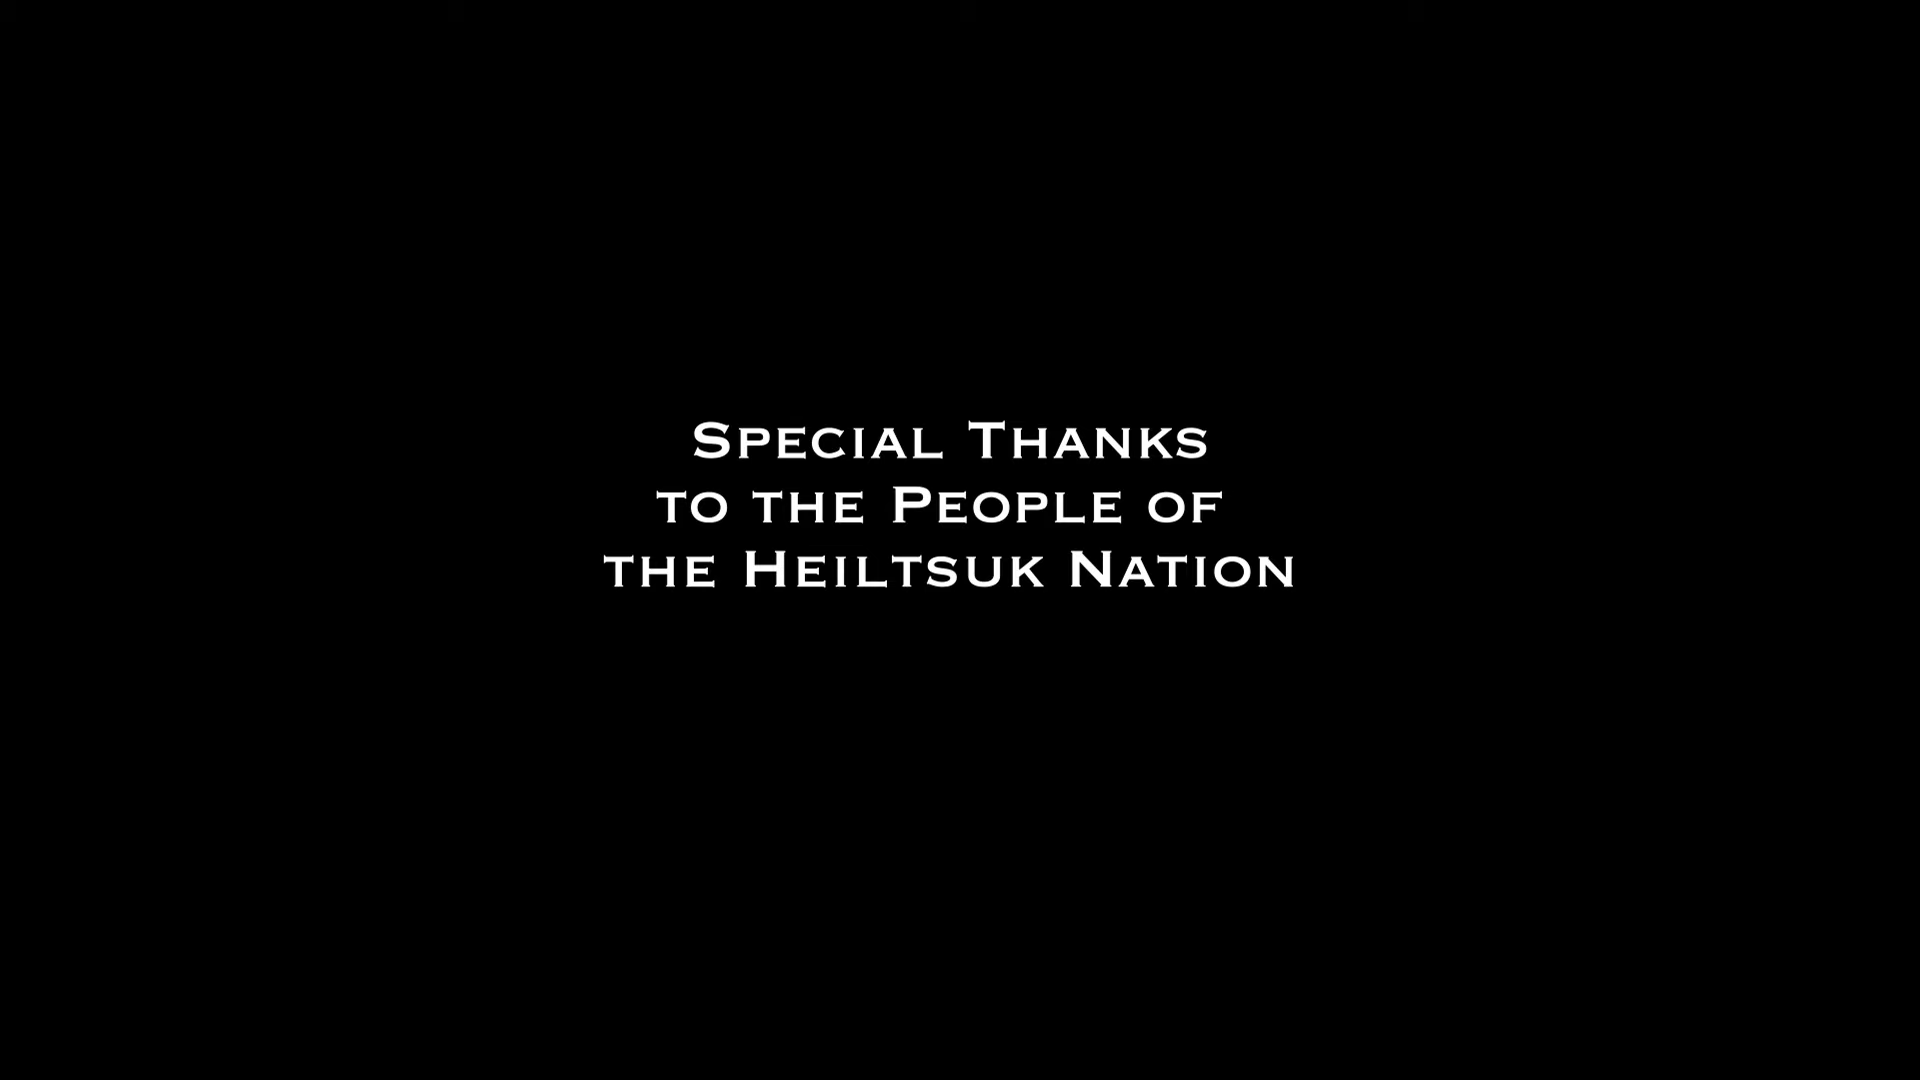 Special Thanks
to the People of
the Heiltsuk Nation